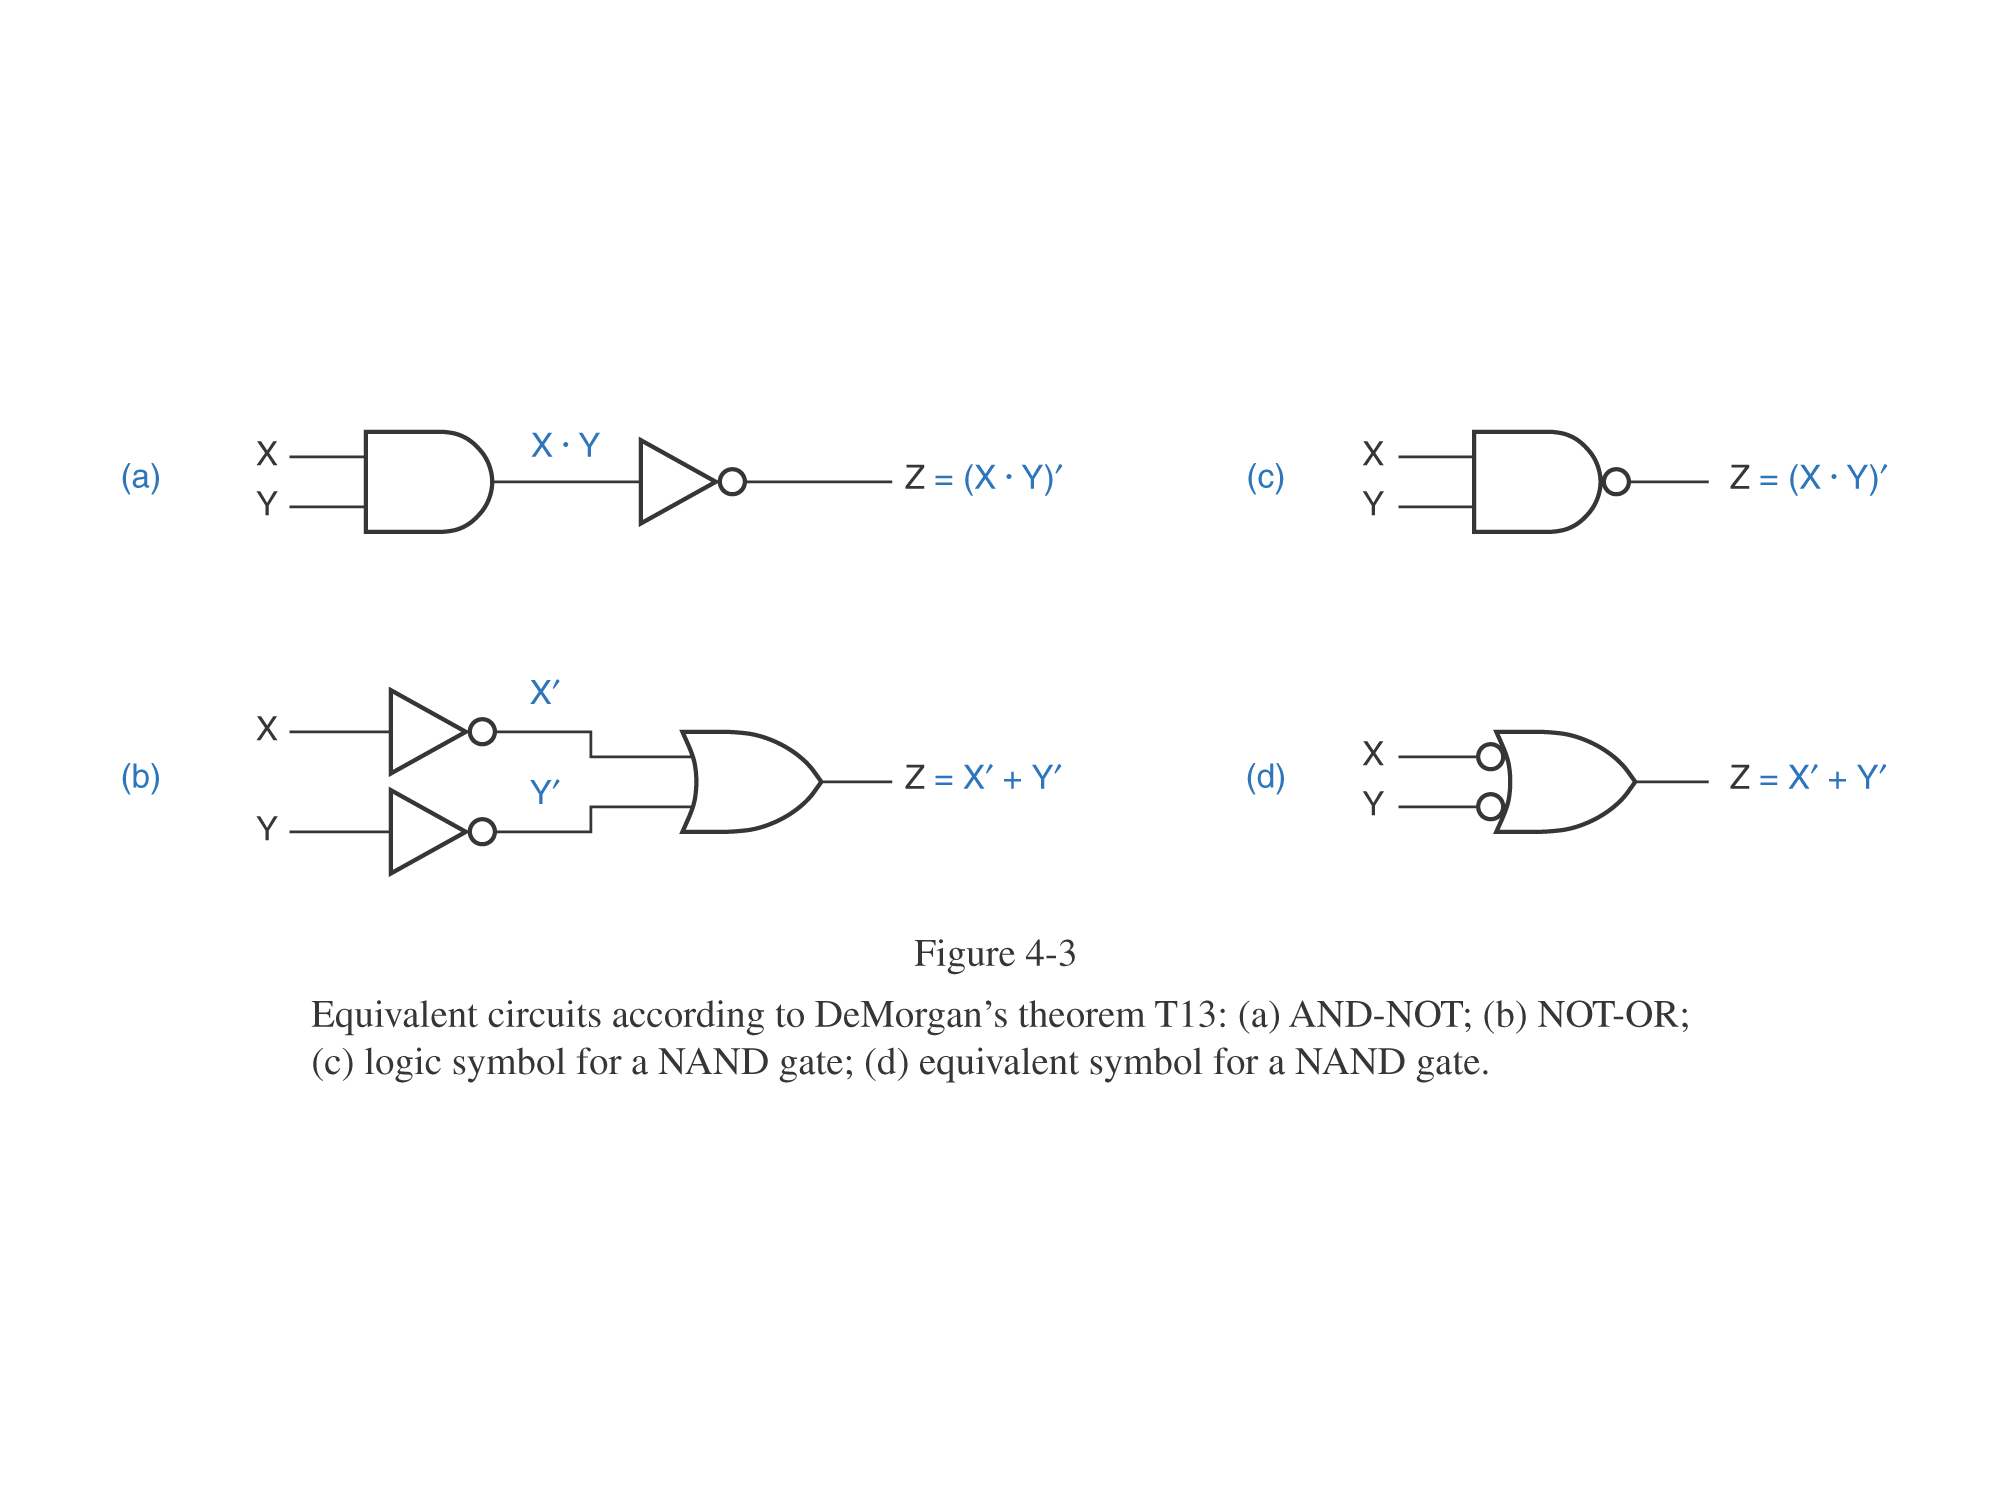 (a)
X
Y
X · Y
Z = (X · Y)′
(c)
X
Y
Z = (X · Y)′
(b)
X
Y
X′
Y′
Z = X′ + Y′
(d)
X
Y
Z = X′ + Y′
Figure 4-3
Equivalent circuits according to DeMorgan’s theorem T13: (a) AND-NOT; (b) NOT-OR;
(c) logic symbol for a NAND gate; (d) equivalent symbol for a NAND gate.